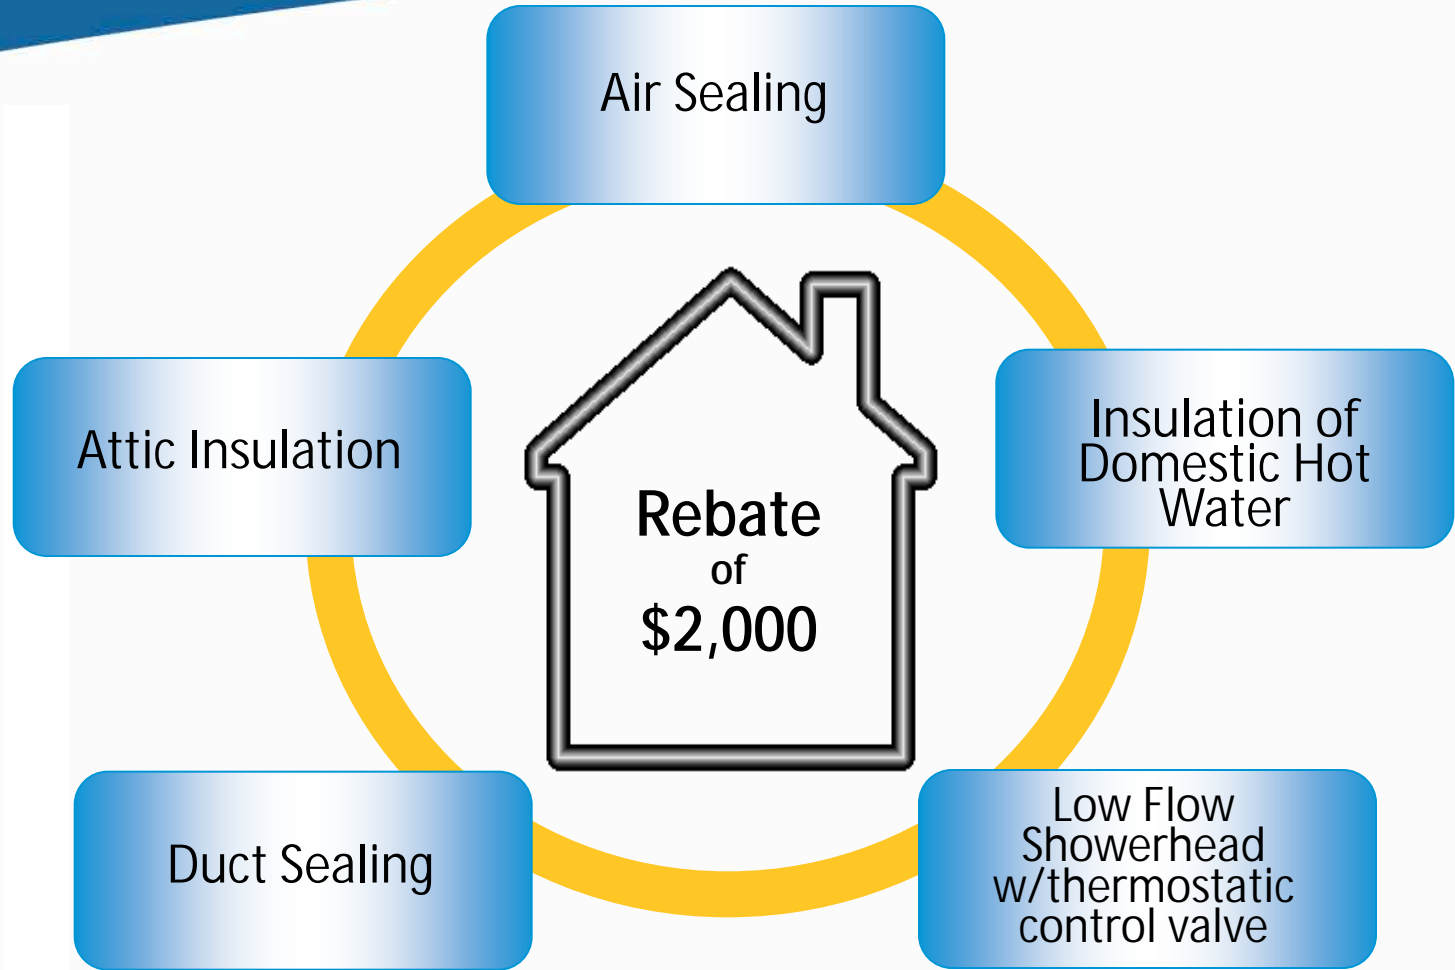 Air Sealing
Attic Insulation
Insulation of
Domestic Hot
Water
Rebate
of
$2,000
Duct Sealing
Low Flow
Showerhead
w/thermostatic
control valve